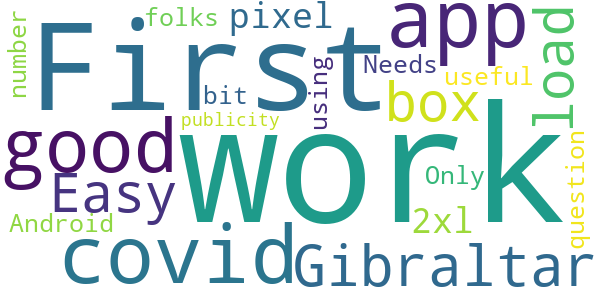 folks
pixel
app
number
First
Needs
load
useful
bit
using
box
publicity
good
work
question
Easy
Only
2xl
Android
covid
Gibraltar